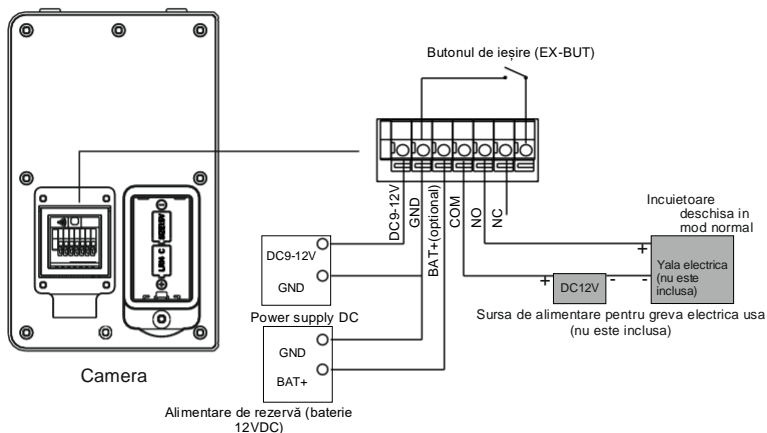 Butonul de ieșire (EX-BUT)
DC9-12V
GND
BAT+(optional)
COM
NO
NC
Incuietoare
deschisa in
mod normal
+
Yala electrica
(nu este
inclusa)
+
DC12V
-
-
Sursa de alimentare pentru greva electrica usa
(nu este inclusa)
DC9-12V
GND
Power supply DC
GND
BAT+
Alimentare de rezervă (baterie
12VDC)
Camera